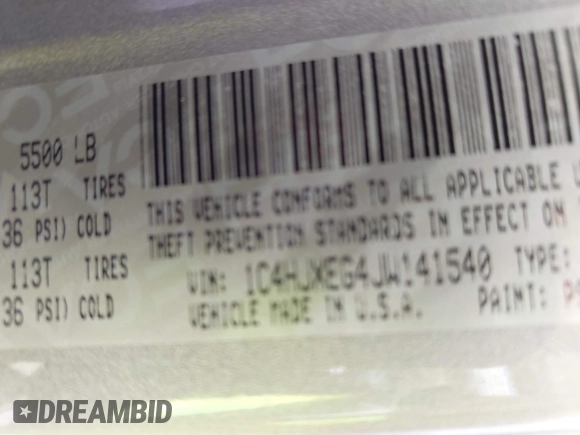 5500 LB
113T TIRES
36 PSI) COLD
113T TIRES
36 PSI) COLD
THIS VEHICLE CONFORMS TO ALL APPLICABLE
THEFT PREVENTION STANDARDS IN EFFECT ON
VIN: 1C4HJXEG4JW141540 TYPE:
VEHICLE MADE IN U.S.A. PAINT:
DREAMBID